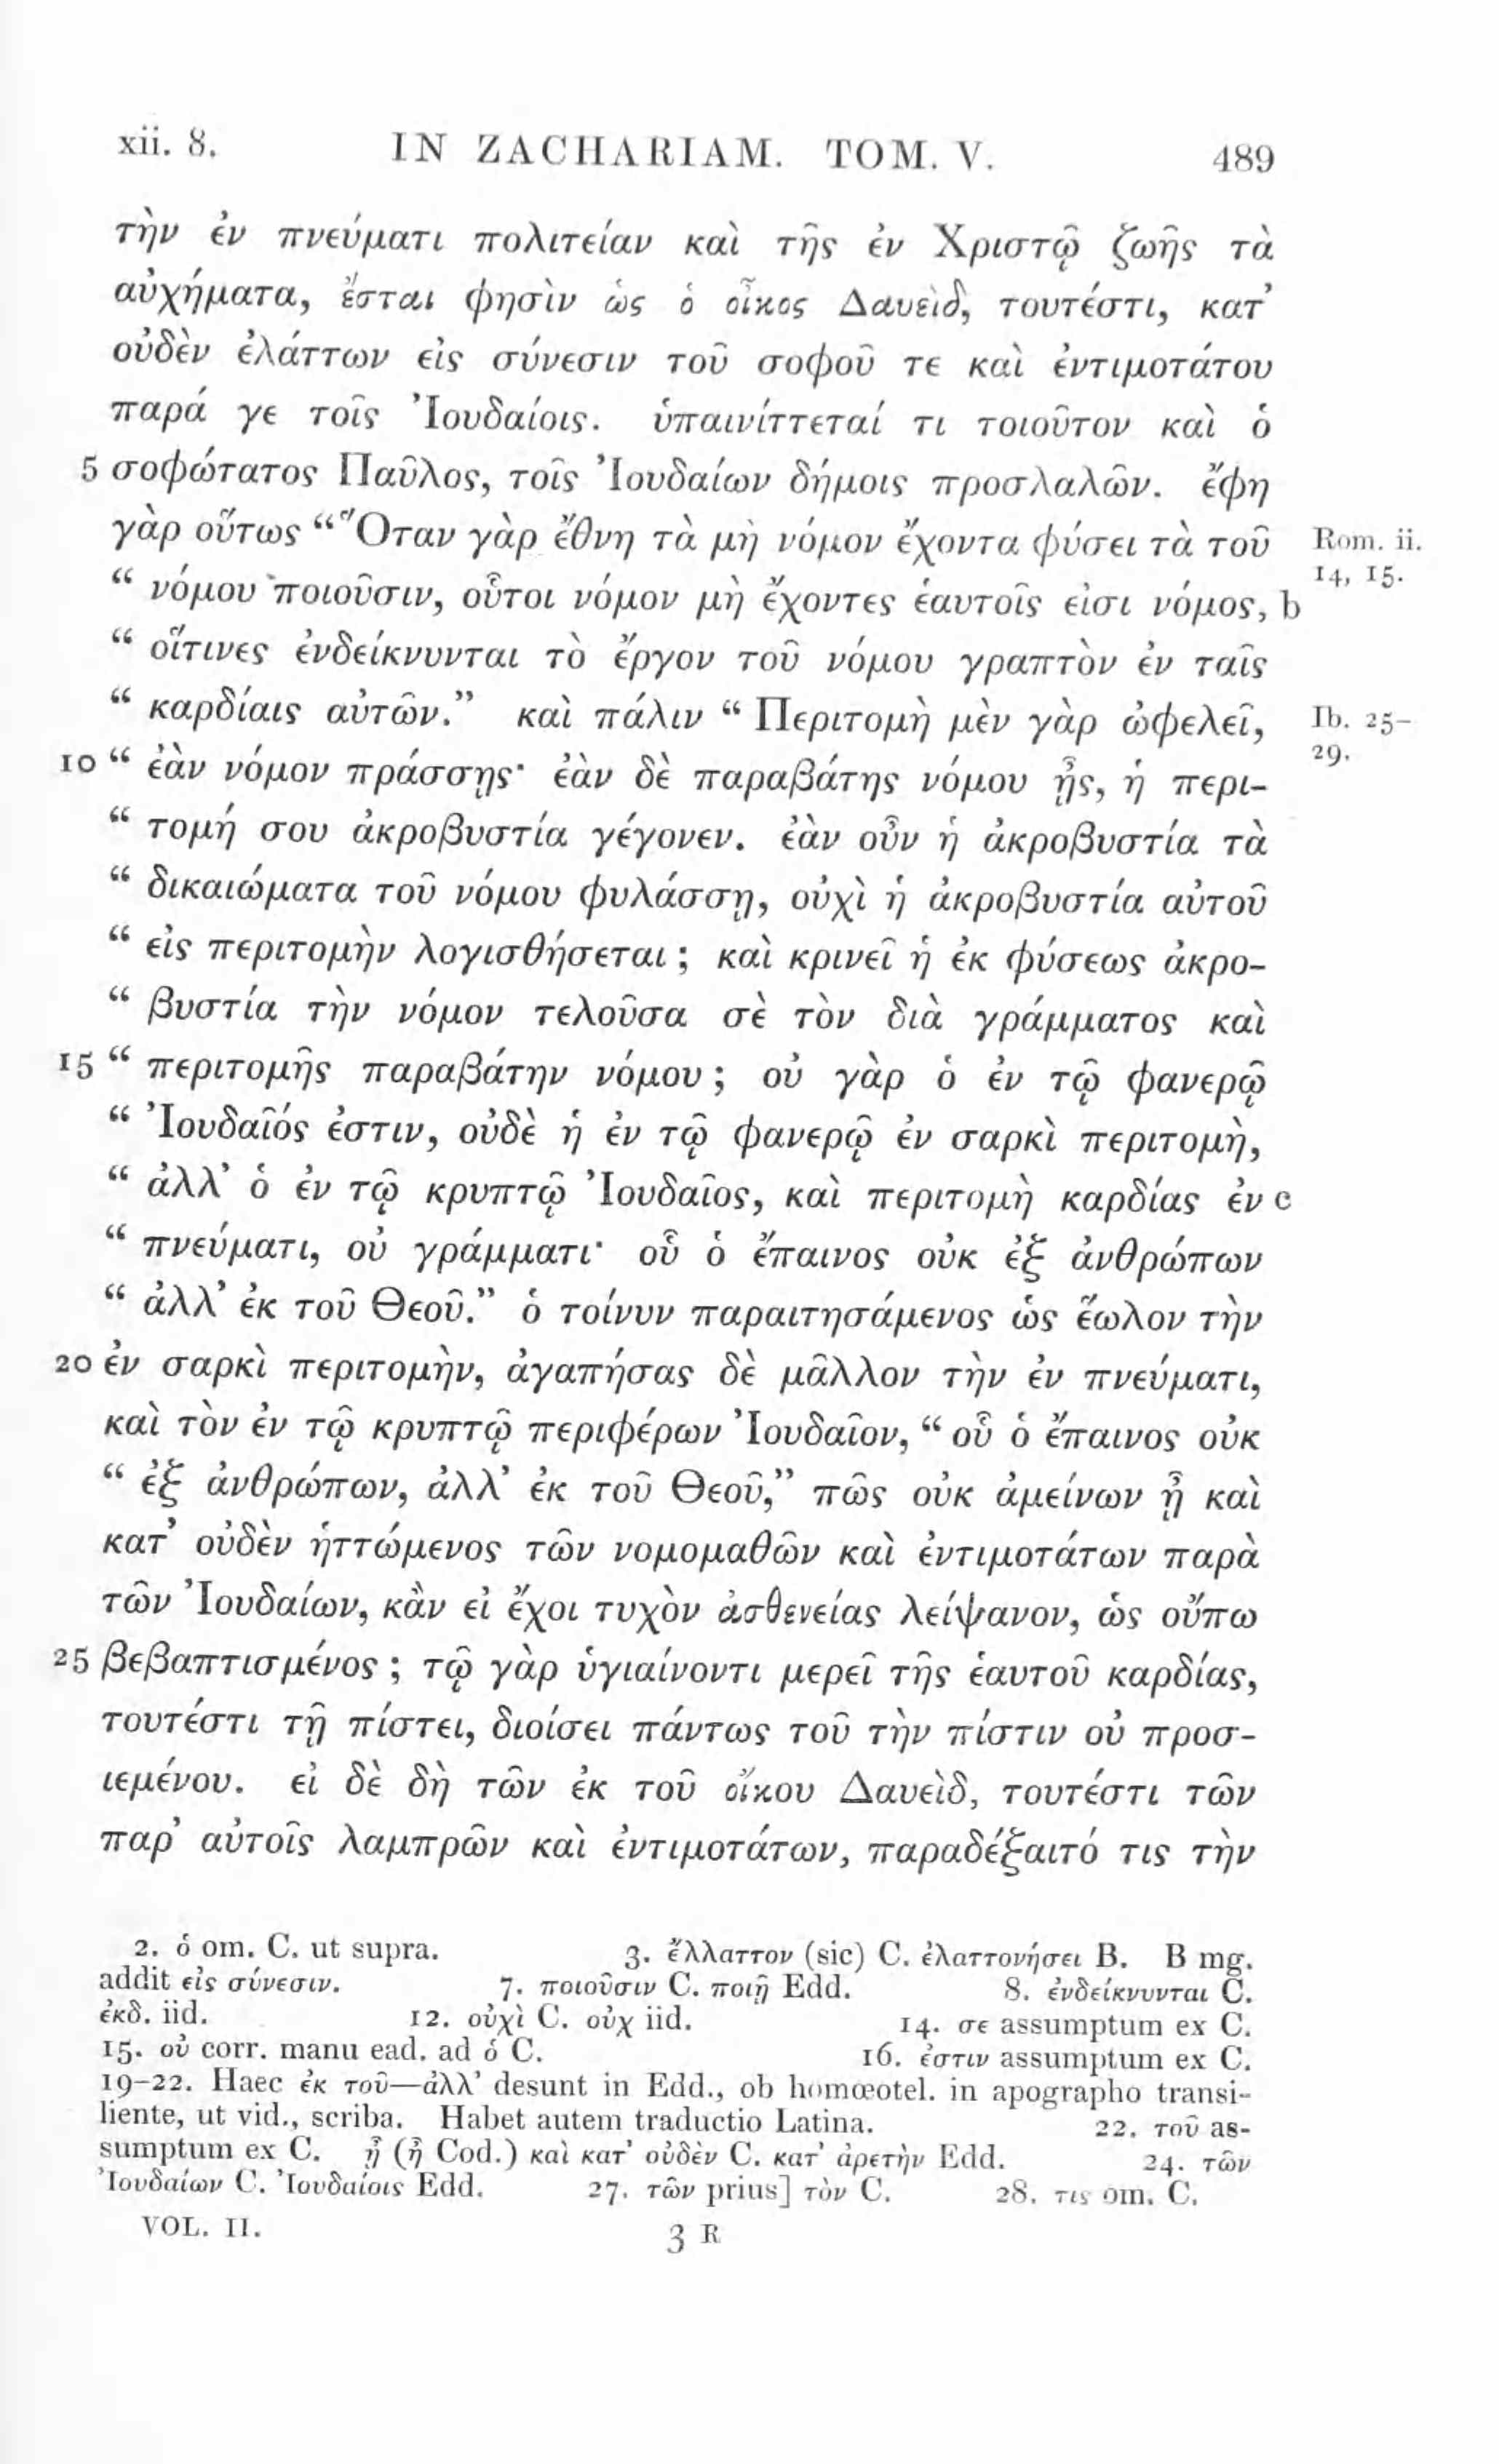 xii. 8. IN ZACHARIAM. TOM. V. 489
τὴν ἐν πνεύματι πολιτείαν καὶ τῆς ἐν Χριστῷ ζωῆς τὰ
αὐχήματα, ἔσται φησὶν ὡς ὁ οἶκος Δαυεὶδ, τουτέστι, κατ’
οὐδὲν ἐλάττων εἰς σύνεσιν τοῦ σοφοῦ τε καὶ ἐντιμοτάτου
παρά γε τοῖς Ἰουδαίοις. ὑπαινίττεταί τι τοιοῦτον καὶ ὁ
5 σοφώτατος Παῦλος, τοῖς Ἰουδαίων δήμοις προσλαλῶν. ἔφη
γὰρ οὕτως “Ὅταν γὰρ ἔθνη τὰ μὴ νόμον ἔχοντα φύσει τὰ τοῦ Rom. ii.
“ νόμου ποιοῦσιν, οὗτοι νόμον μὴ ἔχοντες ἑαυτοῖς εἰσι νόμος, b 14, 15.
“ οἵτινες ἐνδείκνυνται τὸ ἔργον τοῦ νόμου γραπτὸν ἐν ταῖς
“ καρδίαις αὐτῶν.” καὶ πάλιν “ Περιτομὴ μὲν γὰρ ὠφελεῖ, Ib. 25–
10 “ ἐὰν νόμον πράσσῃς· ἐὰν δὲ παραβάτης νόμου ᾖς, ἡ περι- 29.
“ τομή σου ἀκροβυστία γέγονεν. ἐὰν οὖν ἡ ἀκροβυστία τὰ
“ δικαιώματα τοῦ νόμου φυλάσσῃ, οὐχὶ ἡ ἀκροβυστία αὐτοῦ
“ εἰς περιτομὴν λογισθήσεται ; καὶ κρινεῖ ἡ ἐκ φύσεως ἀκρο-
“ βυστία τὴν νόμον τελοῦσα σὲ τὸν διὰ γράμματος καὶ
15 “ περιτομῆς παραβάτην νόμου ; οὐ γὰρ ὁ ἐν τῷ φανερῷ
“ Ἰουδαῖός ἐστιν, οὐδὲ ἡ ἐν τῷ φανερῷ ἐν σαρκὶ περιτομὴ,
“ ἀλλ’ ὁ ἐν τῷ κρυπτῷ Ἰουδαῖος, καὶ περιτομὴ καρδίας ἐν c
“ πνεύματι, οὐ γράμματι· οὗ ὁ ἔπαινος οὐκ ἐξ ἀνθρώπων
“ ἀλλ’ ἐκ τοῦ Θεοῦ.” ὁ τοίνυν παραιτησάμενος ὡς ἕωλον τὴν
20 ἐν σαρκὶ περιτομὴν, ἀγαπήσας δὲ μᾶλλον τὴν ἐν πνεύματι,
καὶ τὸν ἐν τῷ κρυπτῷ περιφέρων Ἰουδαῖον, “ οὗ ὁ ἔπαινος οὐκ
“ ἐξ ἀνθρώπων, ἀλλ’ ἐκ τοῦ Θεοῦ,” πῶς οὐκ ἀμείνων ᾖ καὶ
κατ’ οὐδὲν ἡττώμενος τῶν νομομαθῶν καὶ ἐντιμοτάτων παρὰ
τῶν Ἰουδαίων, κἂν εἰ ἔχοι τυχὸν ἀσθενείας λείψανον, ὡς οὔπω
25 βεβαπτισμένος ; τῷ γὰρ ὑγιαίνοντι μερεῖ τῆς ἑαυτοῦ καρδίας,
τουτέστι τῇ πίστει, διοίσει πάντως τοῦ τὴν πίστιν οὐ προσ-
ιεμένου. εἰ δὲ δὴ τῶν ἐκ τοῦ οἴκου Δαυεὶδ, τουτέστι τῶν
παρ’ αὐτοῖς λαμπρῶν καὶ ἐντιμοτάτων, παραδέξαιτό τις τὴν
2. ὁ om. C. ut supra. 3. ἔλλαττον (sic) C. ἐλαττονήσει B. B mg.
addit εἰς σύνεσιν. 7. ποιοῦσιν C. ποιῇ Edd. 8. ἐνδείκνυνται C.
ἐκδ. iid. 12. οὐχὶ C. οὐχ iid. 14. σε assumptum ex C.
15. οὐ corr. manu ead. ad ὁ C. 16. ἐστιν assumptum ex C.
19–22. Haec ἐκ τοῦ—ἀλλ’ desunt in Edd., ob homœotel. in apographo transi-
liente, ut vid., scriba. Habet autem traductio Latina. 22. τοῦ as-
sumptum ex C. ᾖ (ἦ Cod.) καὶ κατ’ οὐδὲν C. κατ’ ἀρετὴν Edd. 24. τῶν
Ἰουδαίων C. Ἰουδαίοις Edd. 27. τῶν prius] τὸν C. 28. τις om. C.
VOL. II. 3 R